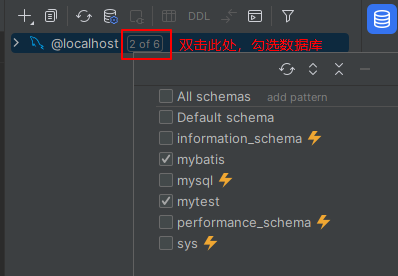 DDL
@localhost 2 of 6 双击此处，勾选数据库
All schemas add pattern
Default schema
information_schema
mybatis
mysql
mytest
performance_schema
sys